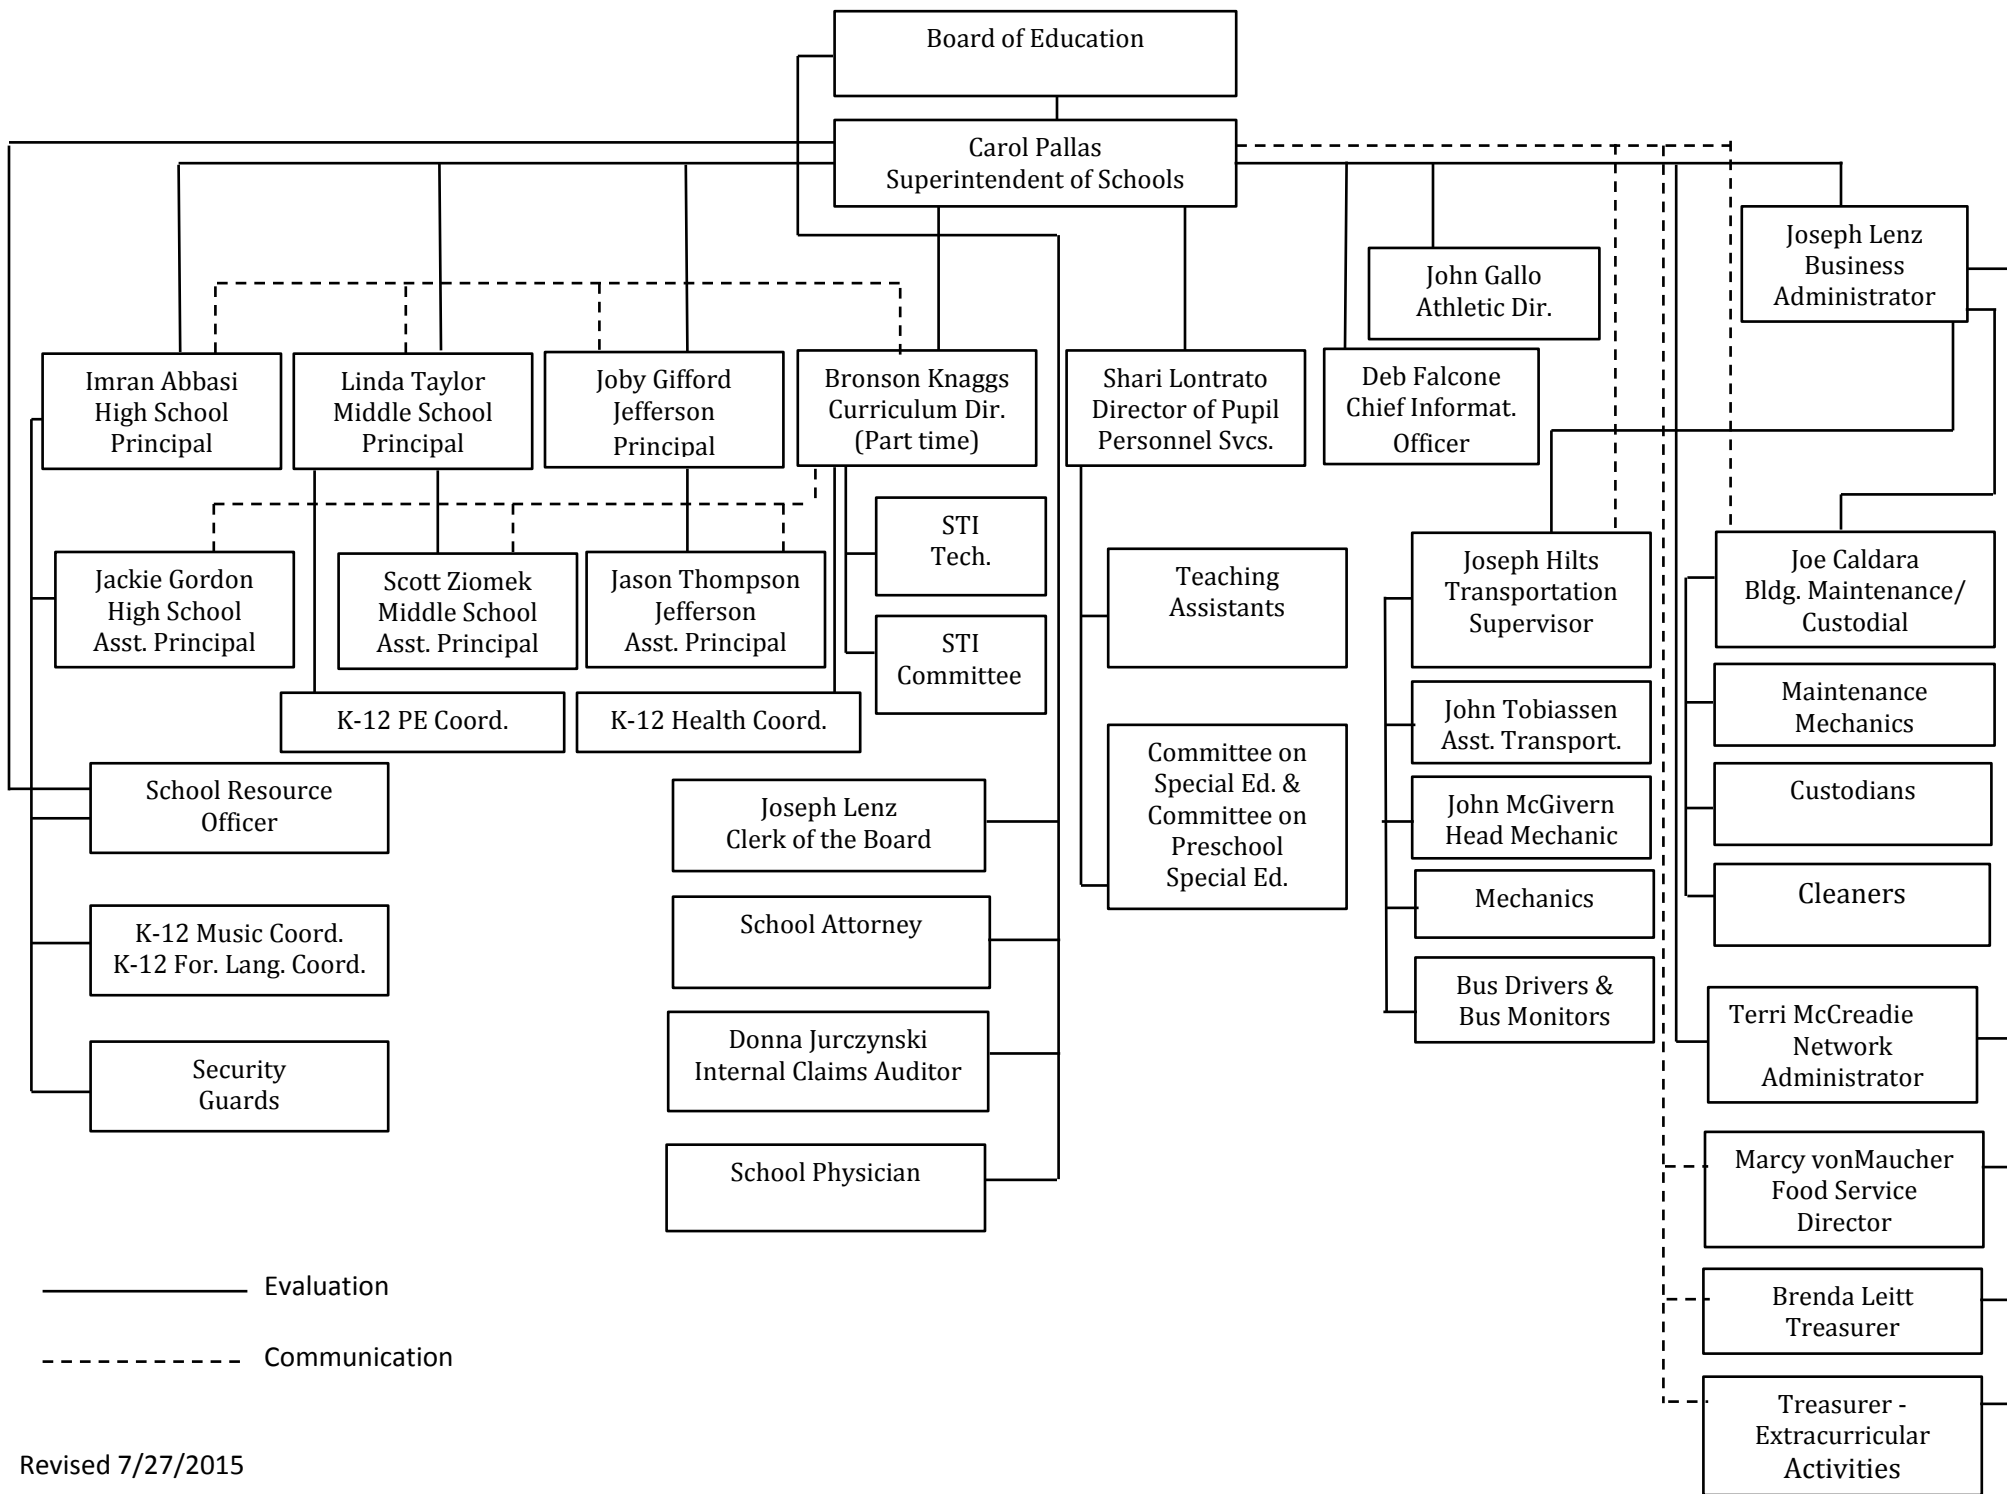 Board of Education
Carol Pallas
Superintendent of Schools
Joseph Lenz
Business
Administrator
John Gallo
Athletic Dir.
Imran Abbasi
High School
Principal
Linda Taylor
Middle School
Principal
Joby Gifford
Jefferson
Principal
Bronson Knaggs
Curriculum Dir.
(Part time)
Shari Lontrato
Director of Pupil
Personnel Svcs.
Deb Falcone
Chief Informat.
Officer
STI
Tech.
STI
Committee
Jackie Gordon
High School
Asst. Principal
Scott Ziomek
Middle School
Asst. Principal
Jason Thompson
Jefferson
Asst. Principal
Teaching
Assistants
Joseph Hilts
Transportation
Supervisor
Joe Caldara
Bldg. Maintenance/
Custodial
K-12 PE Coord.
K-12 Health Coord.
Committee on
Special Ed. &
Committee on
Preschool
Special Ed.
John Tobiassen
Asst. Transport.
Maintenance
Mechanics
School Resource
Officer
Joseph Lenz
Clerk of the Board
John McGivern
Head Mechanic
Custodians
K-12 Music Coord.
K-12 For. Lang. Coord.
School Attorney
Mechanics
Cleaners
Security
Guards
Donna Jurczynski
Internal Claims Auditor
Bus Drivers &
Bus Monitors
Terri McCreadie
Network
Administrator
School Physician
Marcy vonMaucher
Food Service
Director
Evaluation
Brenda Leitt
Treasurer
Communication
Treasurer -
Extracurricular
Activities
Revised 7/27/2015